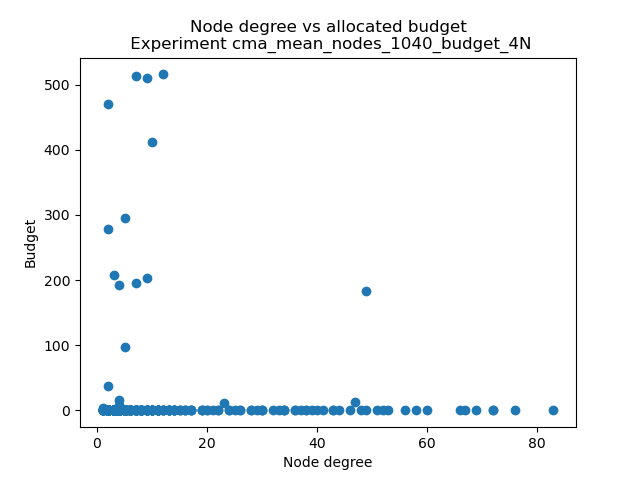 Node degree vs allocated budget
Experiment cma_mean_nodes_1040_budget_4N
500
400
300
200
100
0
Budget
0 20 40 60 80
Node degree